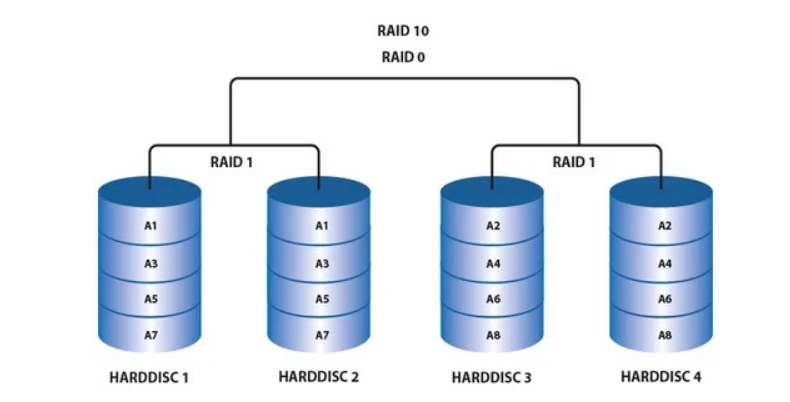 RAID 10
RAID 0
RAID 1 RAID 1
A1 A1 A2 A2
A3 A3 A4 A4
A5 A5 A6 A6
A7 A7 A8 A8
HARDDISC 1 HARDDISC 2 HARDDISC 3 HARDDISC 4